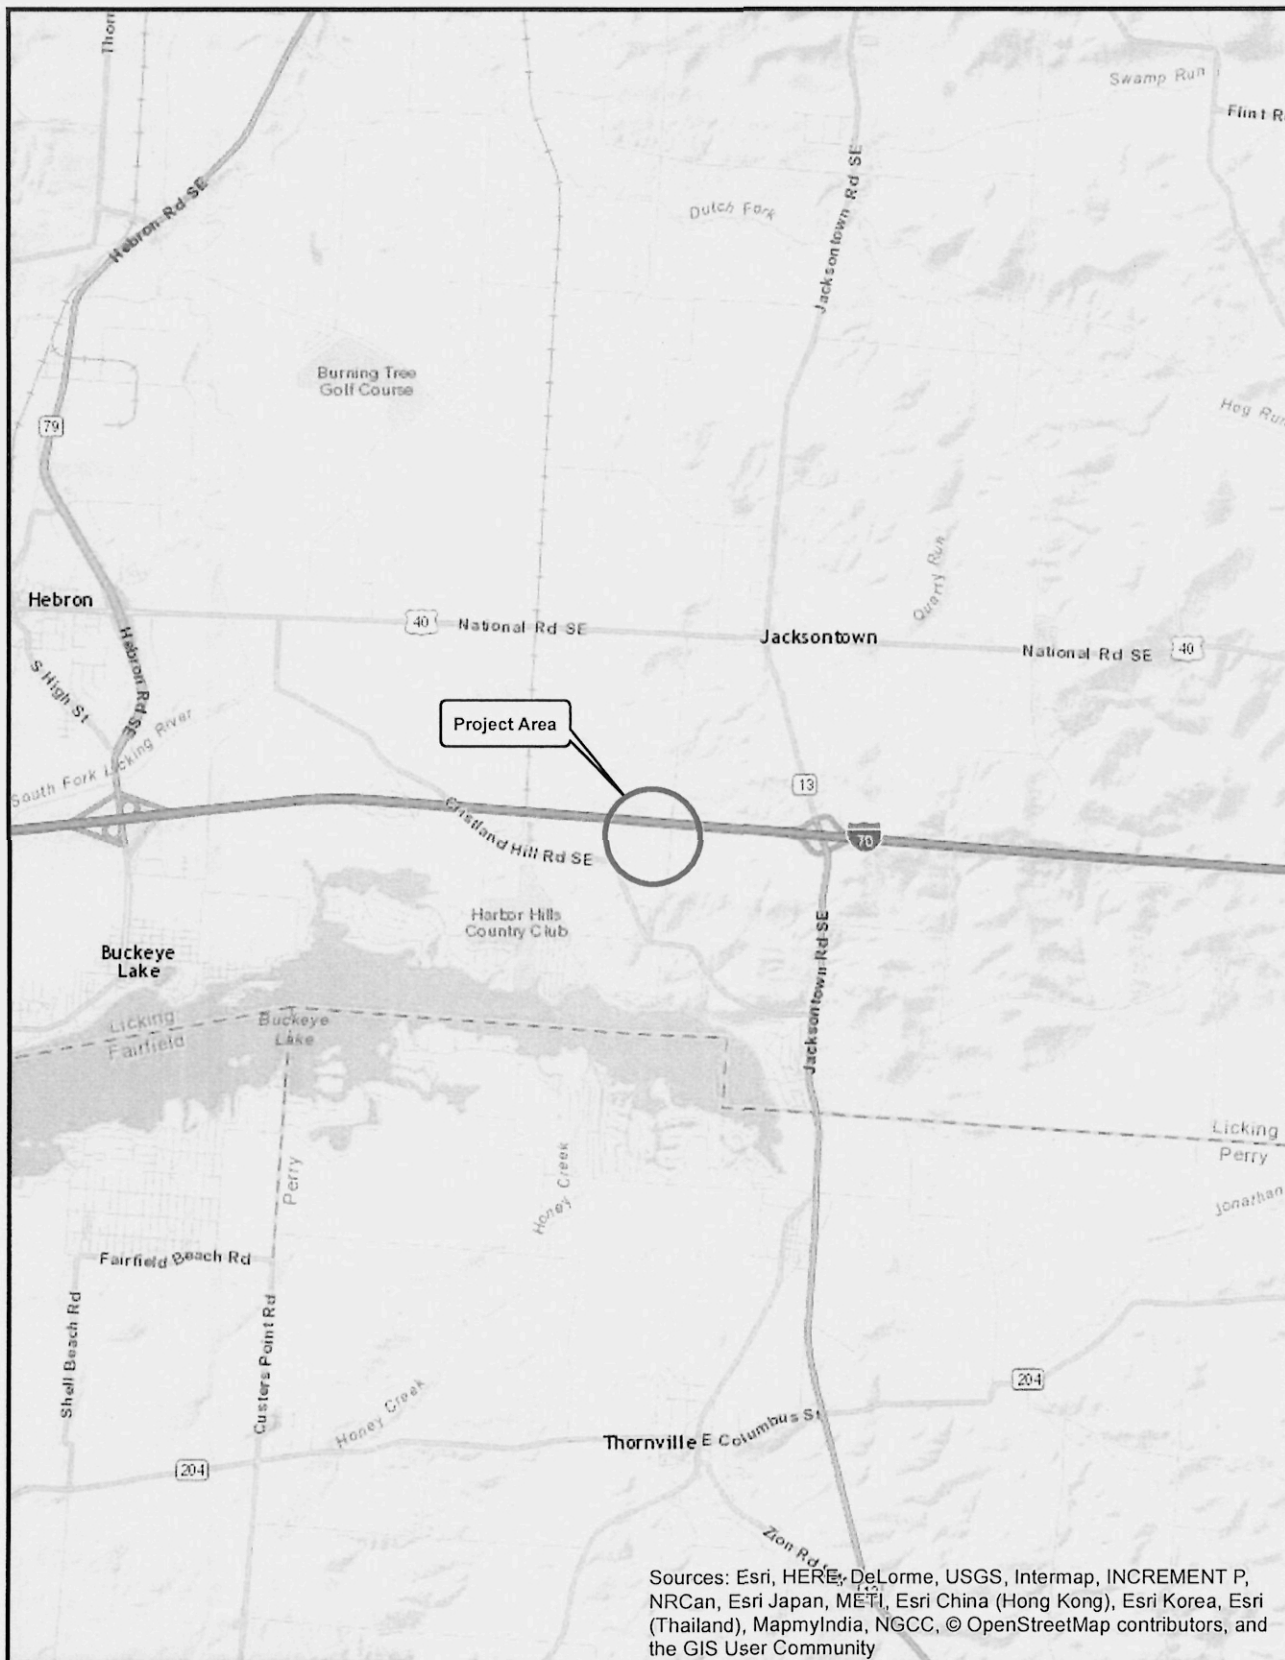 Thor
Swamp Run
Flint R
Hebron Rd SE
Dutch Fork
Jacksontown Rd SE
Burning Tree
Golf Course
79
Hog Run
Quarry Run
Hebron
40
National Rd SE
Jacksontown
National Rd SE
40
S High St
Hebron Rd SE
Project Area
South Fork Licking River
13
70
Cristland Hill Rd SE
Harbor Hills
Country Club
Jacksontown Rd SE
Buckeye
Lake
Licking
Fairfield
Buckeye
Lake
Licking
Perry
Perry
Honey Creek
Jonathan
Fairfield Beach Rd
Shell Beach Rd
Custers Point Rd
204
Honey Creek
Thornville
E Columbus St
204
Zion Rd
Sources: Esri, HERE, DeLorme, USGS, Intermap, INCREMENT P,
NRCan, Esri Japan, METI, Esri China (Hong Kong), Esri Korea, Esri
(Thailand), MapmyIndia, NGCC, © OpenStreetMap contributors, and
the GIS User Community